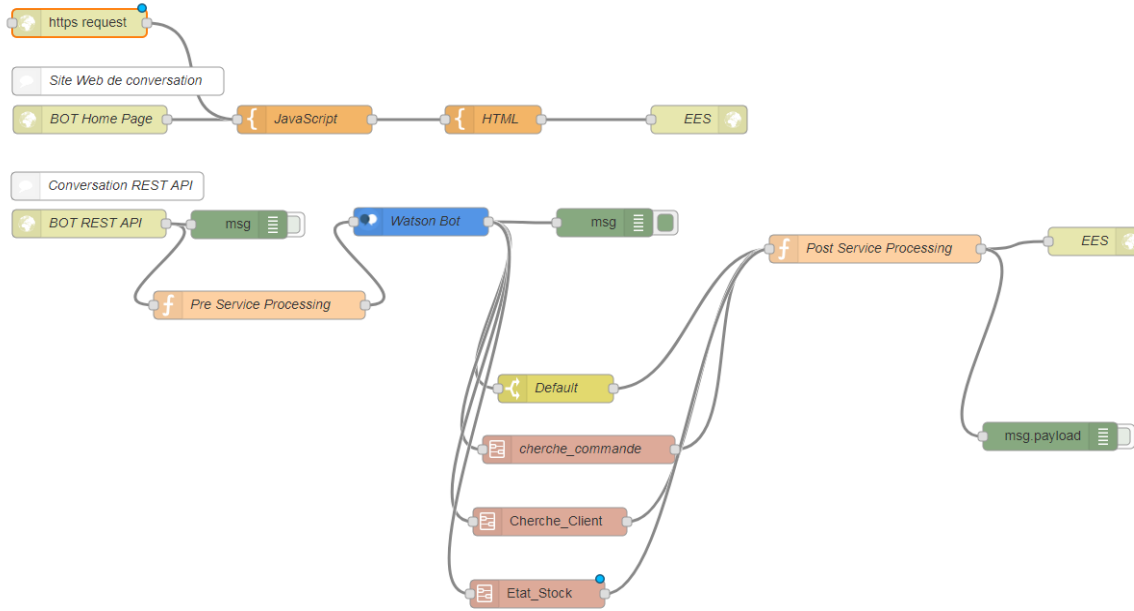 https request
Site Web de conversation
BOT Home Page
JavaScript
HTML
EES
Conversation REST API
BOT REST API
msg
Watson Bot
msg
Post Service Processing
EES
Pre Service Processing
Default
cherche_commande
msg.payload
Cherche_Client
Etat_Stock